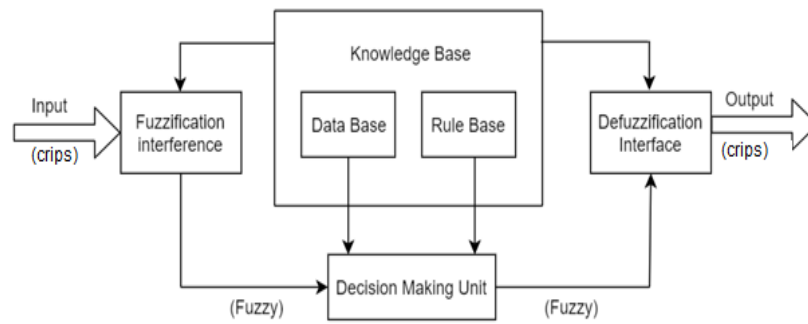 Knowledge Base
Input
(crips)
Fuzzification
interference
Data Base
Rule Base
Defuzzification
Interface
Output
(crips)
(Fuzzy)
Decision Making Unit
(Fuzzy)